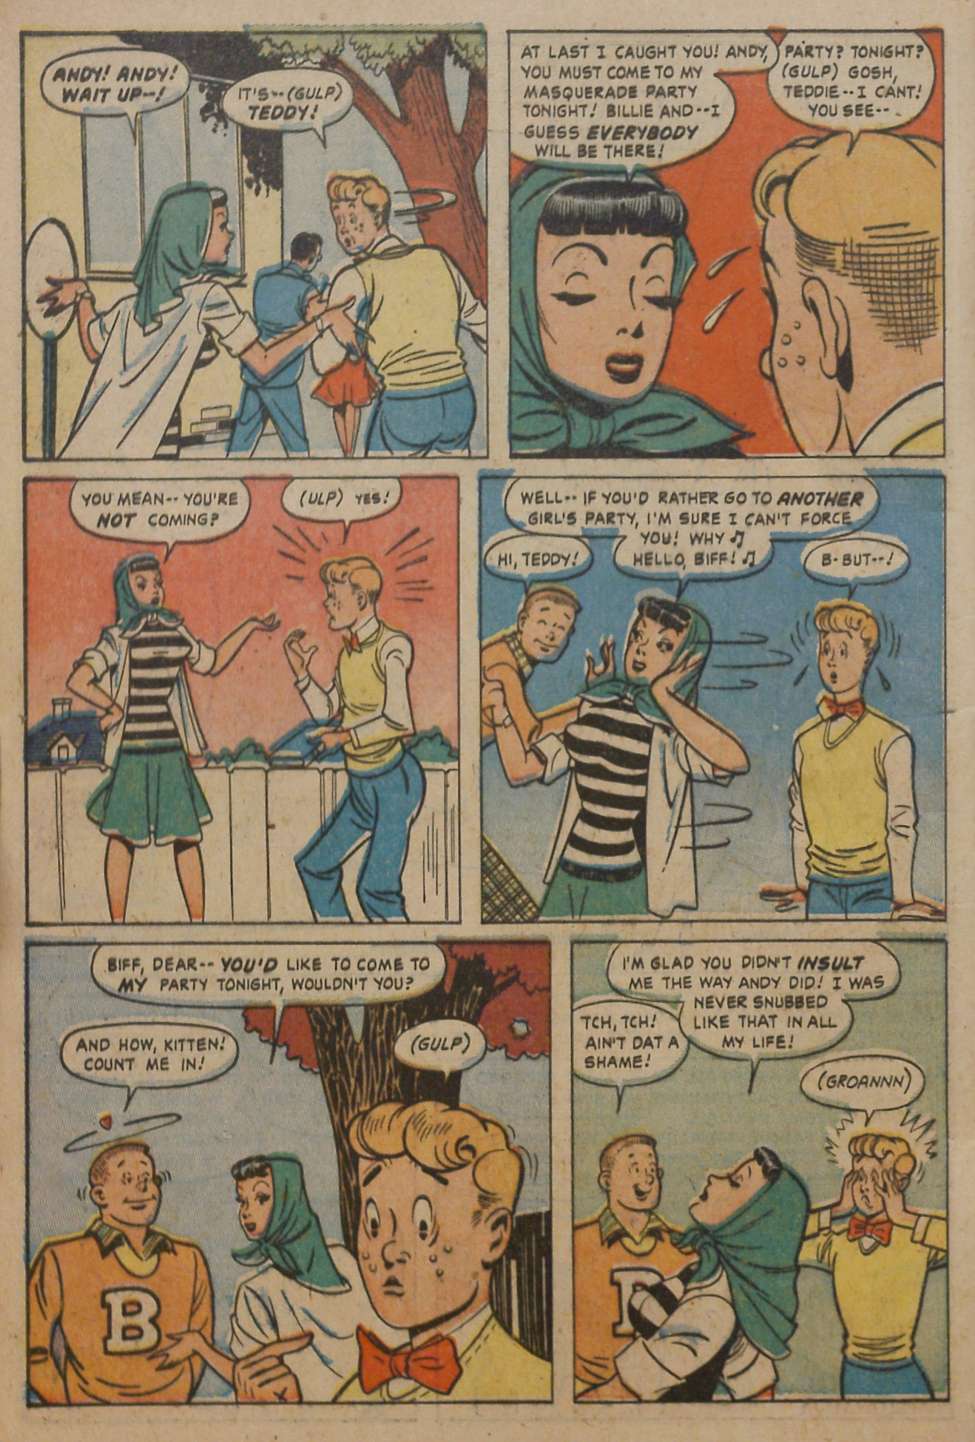 ANDY! ANDY!
WAIT UP--!
IT'S--(GULP)
TEDDY!
AT LAST I CAUGHT YOU! ANDY,
YOU MUST COME TO MY
MASQUERADE PARTY
TONIGHT! BILLIE AND--I
GUESS EVERYBODY
WILL BE THERE!
PARTY? TONIGHT?
(GULP) GOSH,
TEDDIE--I CAN'T!
YOU SEE--
YOU MEAN--YOU'RE
NOT COMING?
(ULP) YES!
HI, TEDDY!
WELL--IF YOU'D RATHER GO TO ANOTHER
GIRL'S PARTY, I'M SURE I CAN'T FORCE
YOU! WHY ♫
HELLO, BIFF! ♫
B-BUT--!
BIFF, DEAR--YOU'D LIKE TO COME TO
MY PARTY TONIGHT, WOULDN'T YOU?
AND HOW, KITTEN!
COUNT ME IN!
(GULP)
B
I'M GLAD YOU DIDN'T INSULT
ME THE WAY ANDY DID! I WAS
NEVER SNUBBED
LIKE THAT IN ALL
MY LIFE!
TCH, TCH!
AIN'T DAT A
SHAME!
(GROANNN)
B